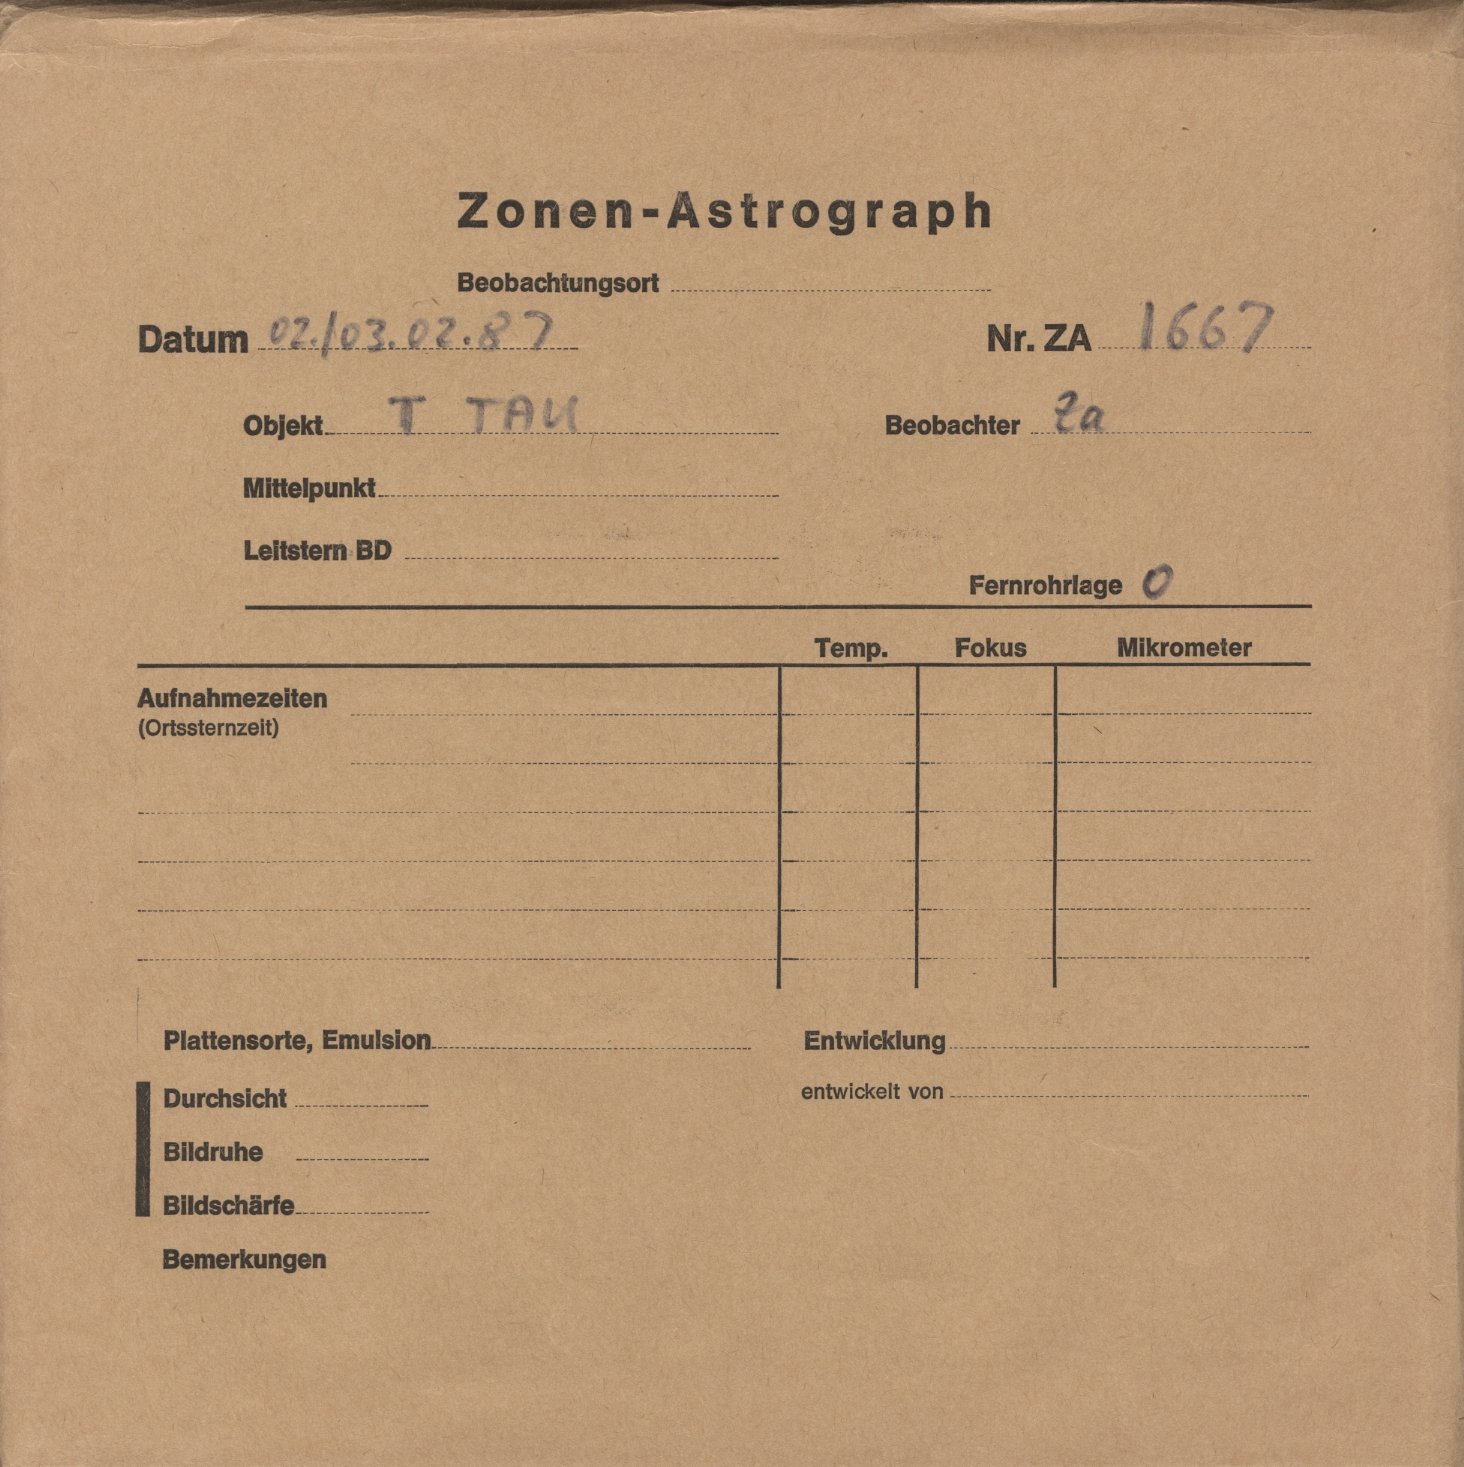 Zonen-Astrograph
Beobachtungsort
Datum 02./03.02.87 Nr. ZA 1667
Objekt T TAU Beobachter Za
Mittelpunkt
Leitstern BD
Fernrohrlage O
Temp. Fokus Mikrometer
Aufnahmezeiten
(Ortssternzeit)
Plattensorte, Emulsion Entwicklung
Durchsicht entwickelt von
Bildruhe
Bildschärfe
Bemerkungen